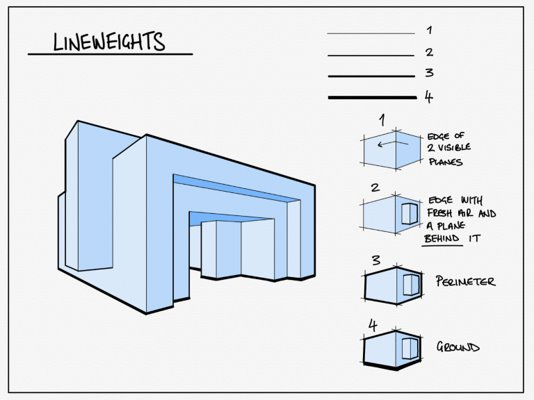 LINEWEIGHTS
1
2
3
4
1
EDGE OF
2 VISIBLE
PLANES
2
EDGE WITH
FRESH AIR AND
A PLANE
BEHIND IT
3
PERIMETER
4
GROUND